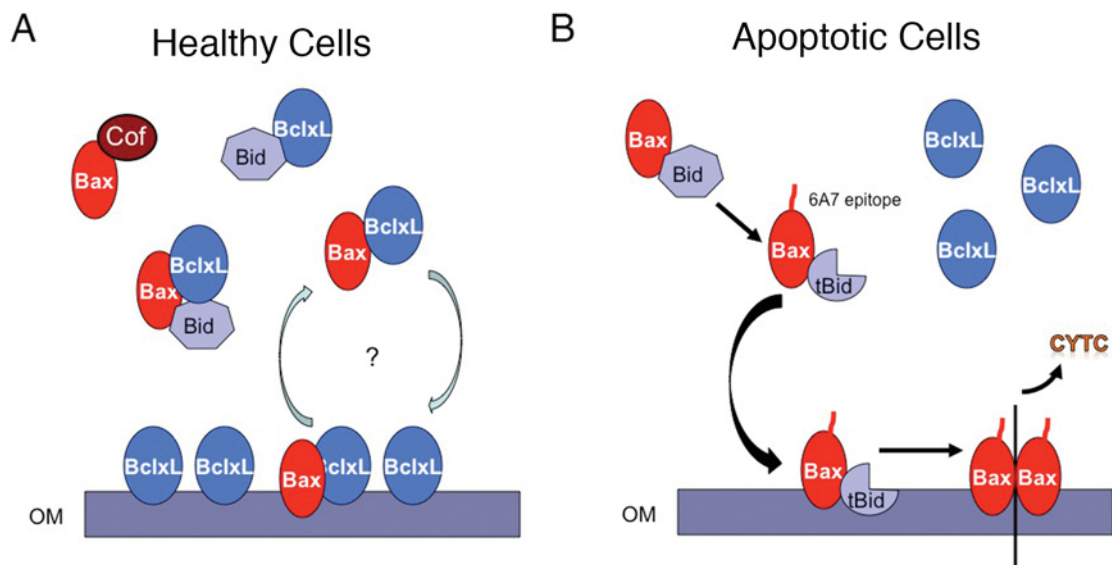 A
Healthy Cells
Cof
Bax
BclxL
Bid
BclxL
Bax
BclxL
Bax
Bid
?
BclxL
BclxL
Bax
BclxL
BclxL
OM
B
Apoptotic Cells
Bax
Bid
BclxL
BclxL
BclxL
6A7 epitope
Bax
tBid
CYTC
Bax
tBid
Bax
Bax
OM